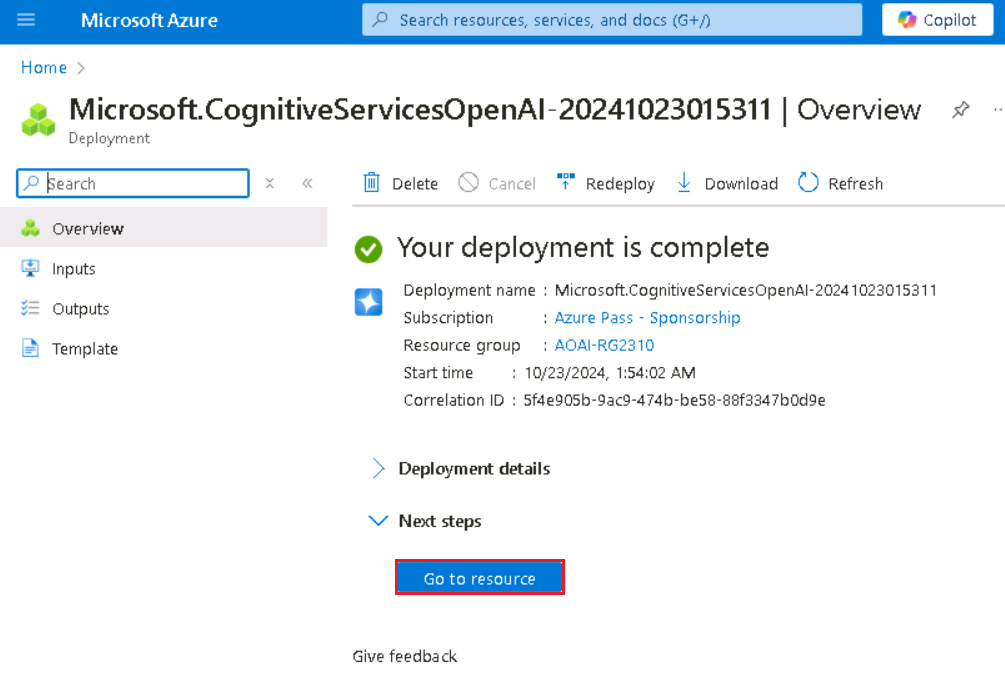 Microsoft Azure
Search resources, services, and docs (G+/)
Copilot
Home
Microsoft.CognitiveServicesOpenAI-20241023015311 | Overview
Deployment
Search
Delete
Cancel
Redeploy
Download
Refresh
Overview
Inputs
Outputs
Template
Your deployment is complete
Deployment name : Microsoft.CognitiveServicesOpenAI-20241023015311
Subscription : Azure Pass - Sponsorship
Resource group : AOAI-RG2310
Start time : 10/23/2024, 1:54:02 AM
Correlation ID : 5f4e905b-9ac9-474b-be58-88f3347b0d9e
Deployment details
Next steps
Go to resource
Give feedback